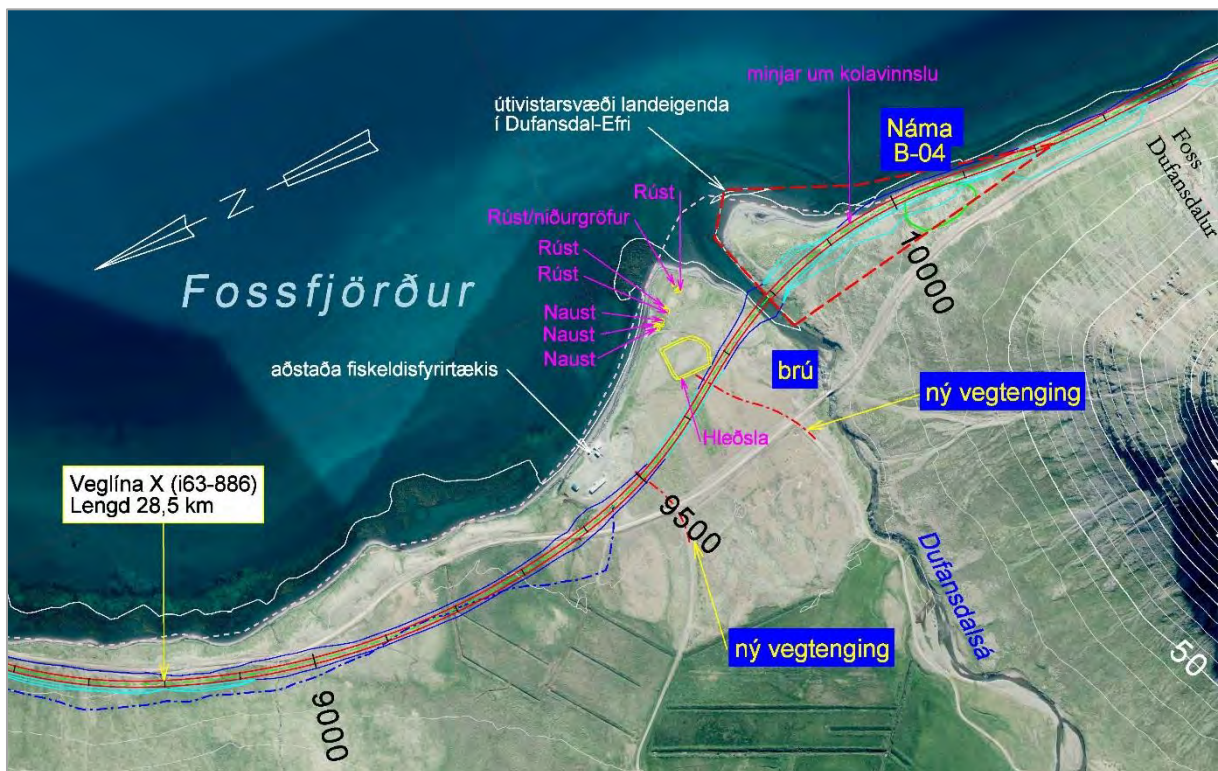 minjar um kolavinnslu
útivistarsvæði landeigenda
í Dufansdal-Efri
Náma
B-04
Foss
Dufansdalur
N
Rúst
Rúst/niðurgröfur
Rúst
Rúst
Naust
Naust
Naust
10000
Fossfjörður
aðstaða fiskeldisfyrirtækis
brú
ný vegtenging
Hleðsla
Veglína X (i63-886)
Lengd 28,5 km
9500
Dufansdalsá
ný vegtenging
50
9000